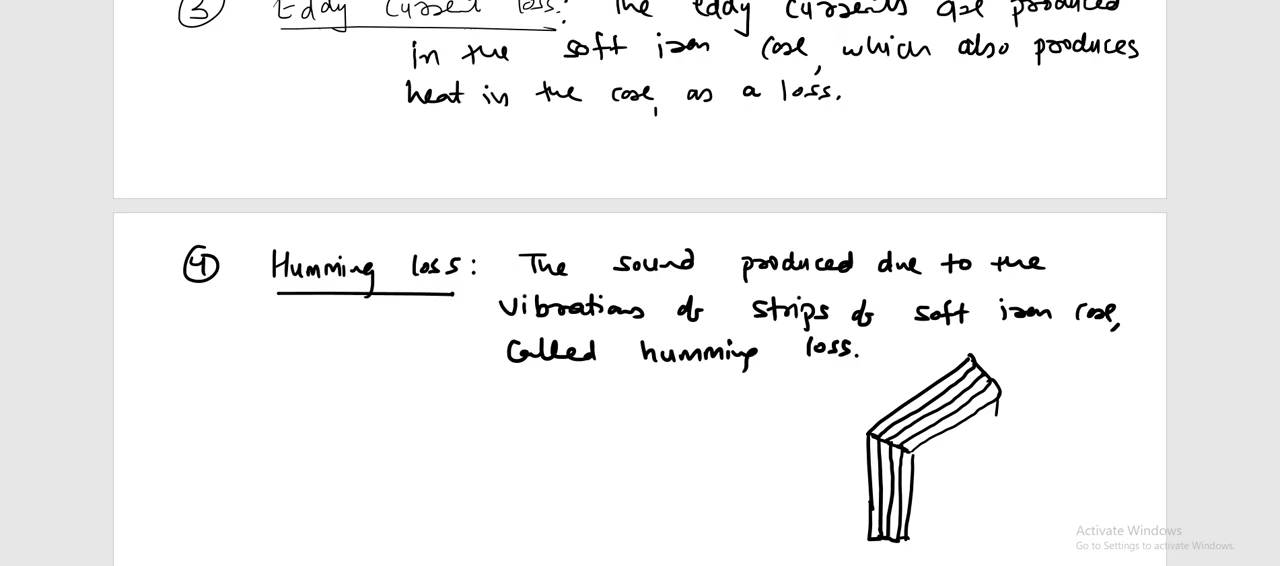 ③ Eddy Current loss: The eddy currents are produced
in the soft iron core, which also produces
heat in the core, as a loss.
④ Humming loss: The sound produced due to the
vibrations of strips of soft iron core,
called humming loss.
Activate Windows
Go to Settings to activate Windows.